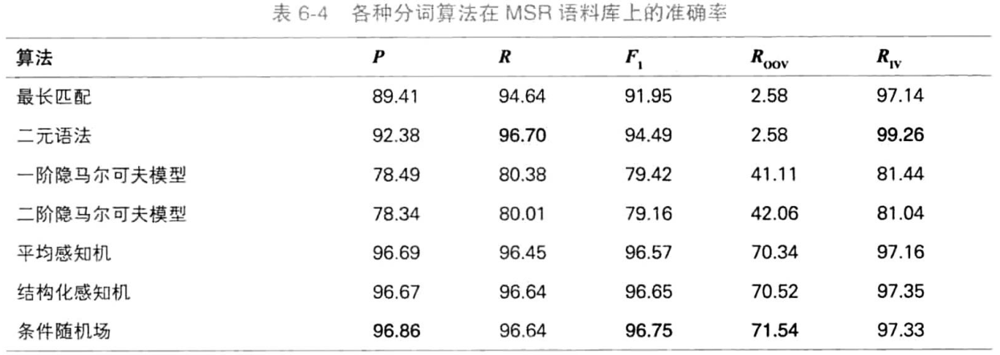 表 6-4 各种分词算法在 MSR 语料库上的准确率
算法 P R F1 ROOV RIV
最长匹配 89.41 94.64 91.95 2.58 97.14
二元语法 92.38 96.70 94.49 2.58 99.26
一阶隐马尔可夫模型 78.49 80.38 79.42 41.11 81.44
二阶隐马尔可夫模型 78.34 80.01 79.16 42.06 81.04
平均感知机 96.69 96.45 96.57 70.34 97.16
结构化感知机 96.67 96.64 96.65 70.52 97.35
条件随机场 96.86 96.64 96.75 71.54 97.33